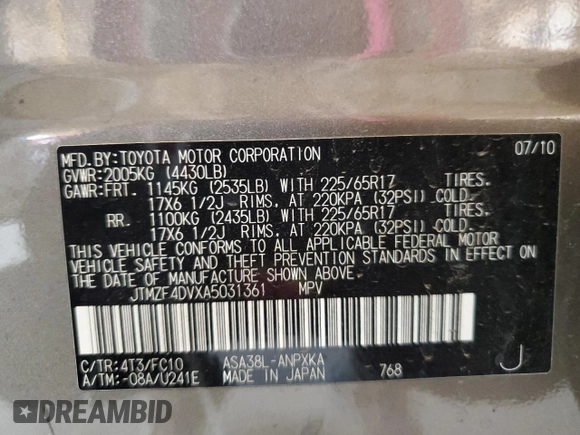 MFD.BY:TOYOTA MOTOR CORPORATION 07/10
GVWR:2005KG (4430LB)
GAWR:FRT. 1145KG (2535LB) WITH 225/65R17 TIRES.
17X6 1/2J RIMS. AT 220KPA (32PSI) COLD.
RR. 1100KG (2435LB) WITH 225/65R17 TIRES.
17X6 1/2J RIMS. AT 220KPA (32PSI) COLD.
THIS VEHICLE CONFORMS TO ALL APPLICABLE FEDERAL MOTOR
VEHICLE SAFETY AND THEFT PREVENTION STANDARDS IN EFFECT ON
THE DATE OF MANUFACTURE SHOWN ABOVE.
JTMZF4DVXA5031361 MPV
C/TR:4T3/FC10 ASA38L-ANPXKA J
A/TM:-08A/U241E MADE IN JAPAN 768
DREAMBID